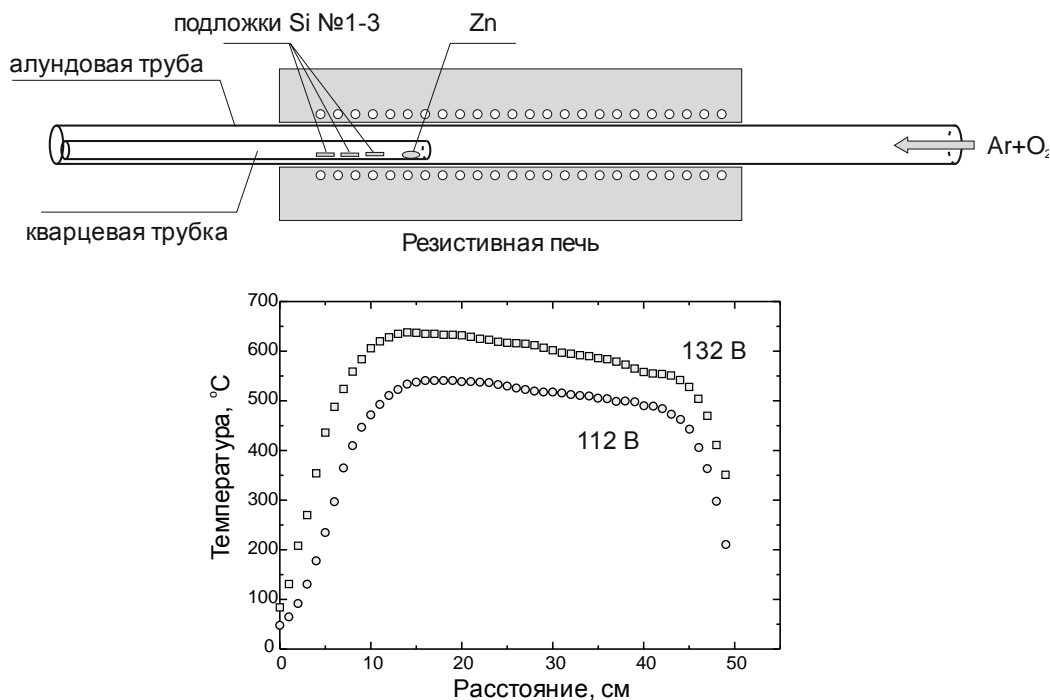 подложки Si №1-3
Zn
алундовая труба
Ar+O₂
кварцевая трубка
Резистивная печь
700
600
500
400
300
200
100
0
Температура, °C
132 В
112 В
0 10 20 30 40 50
Расстояние, см